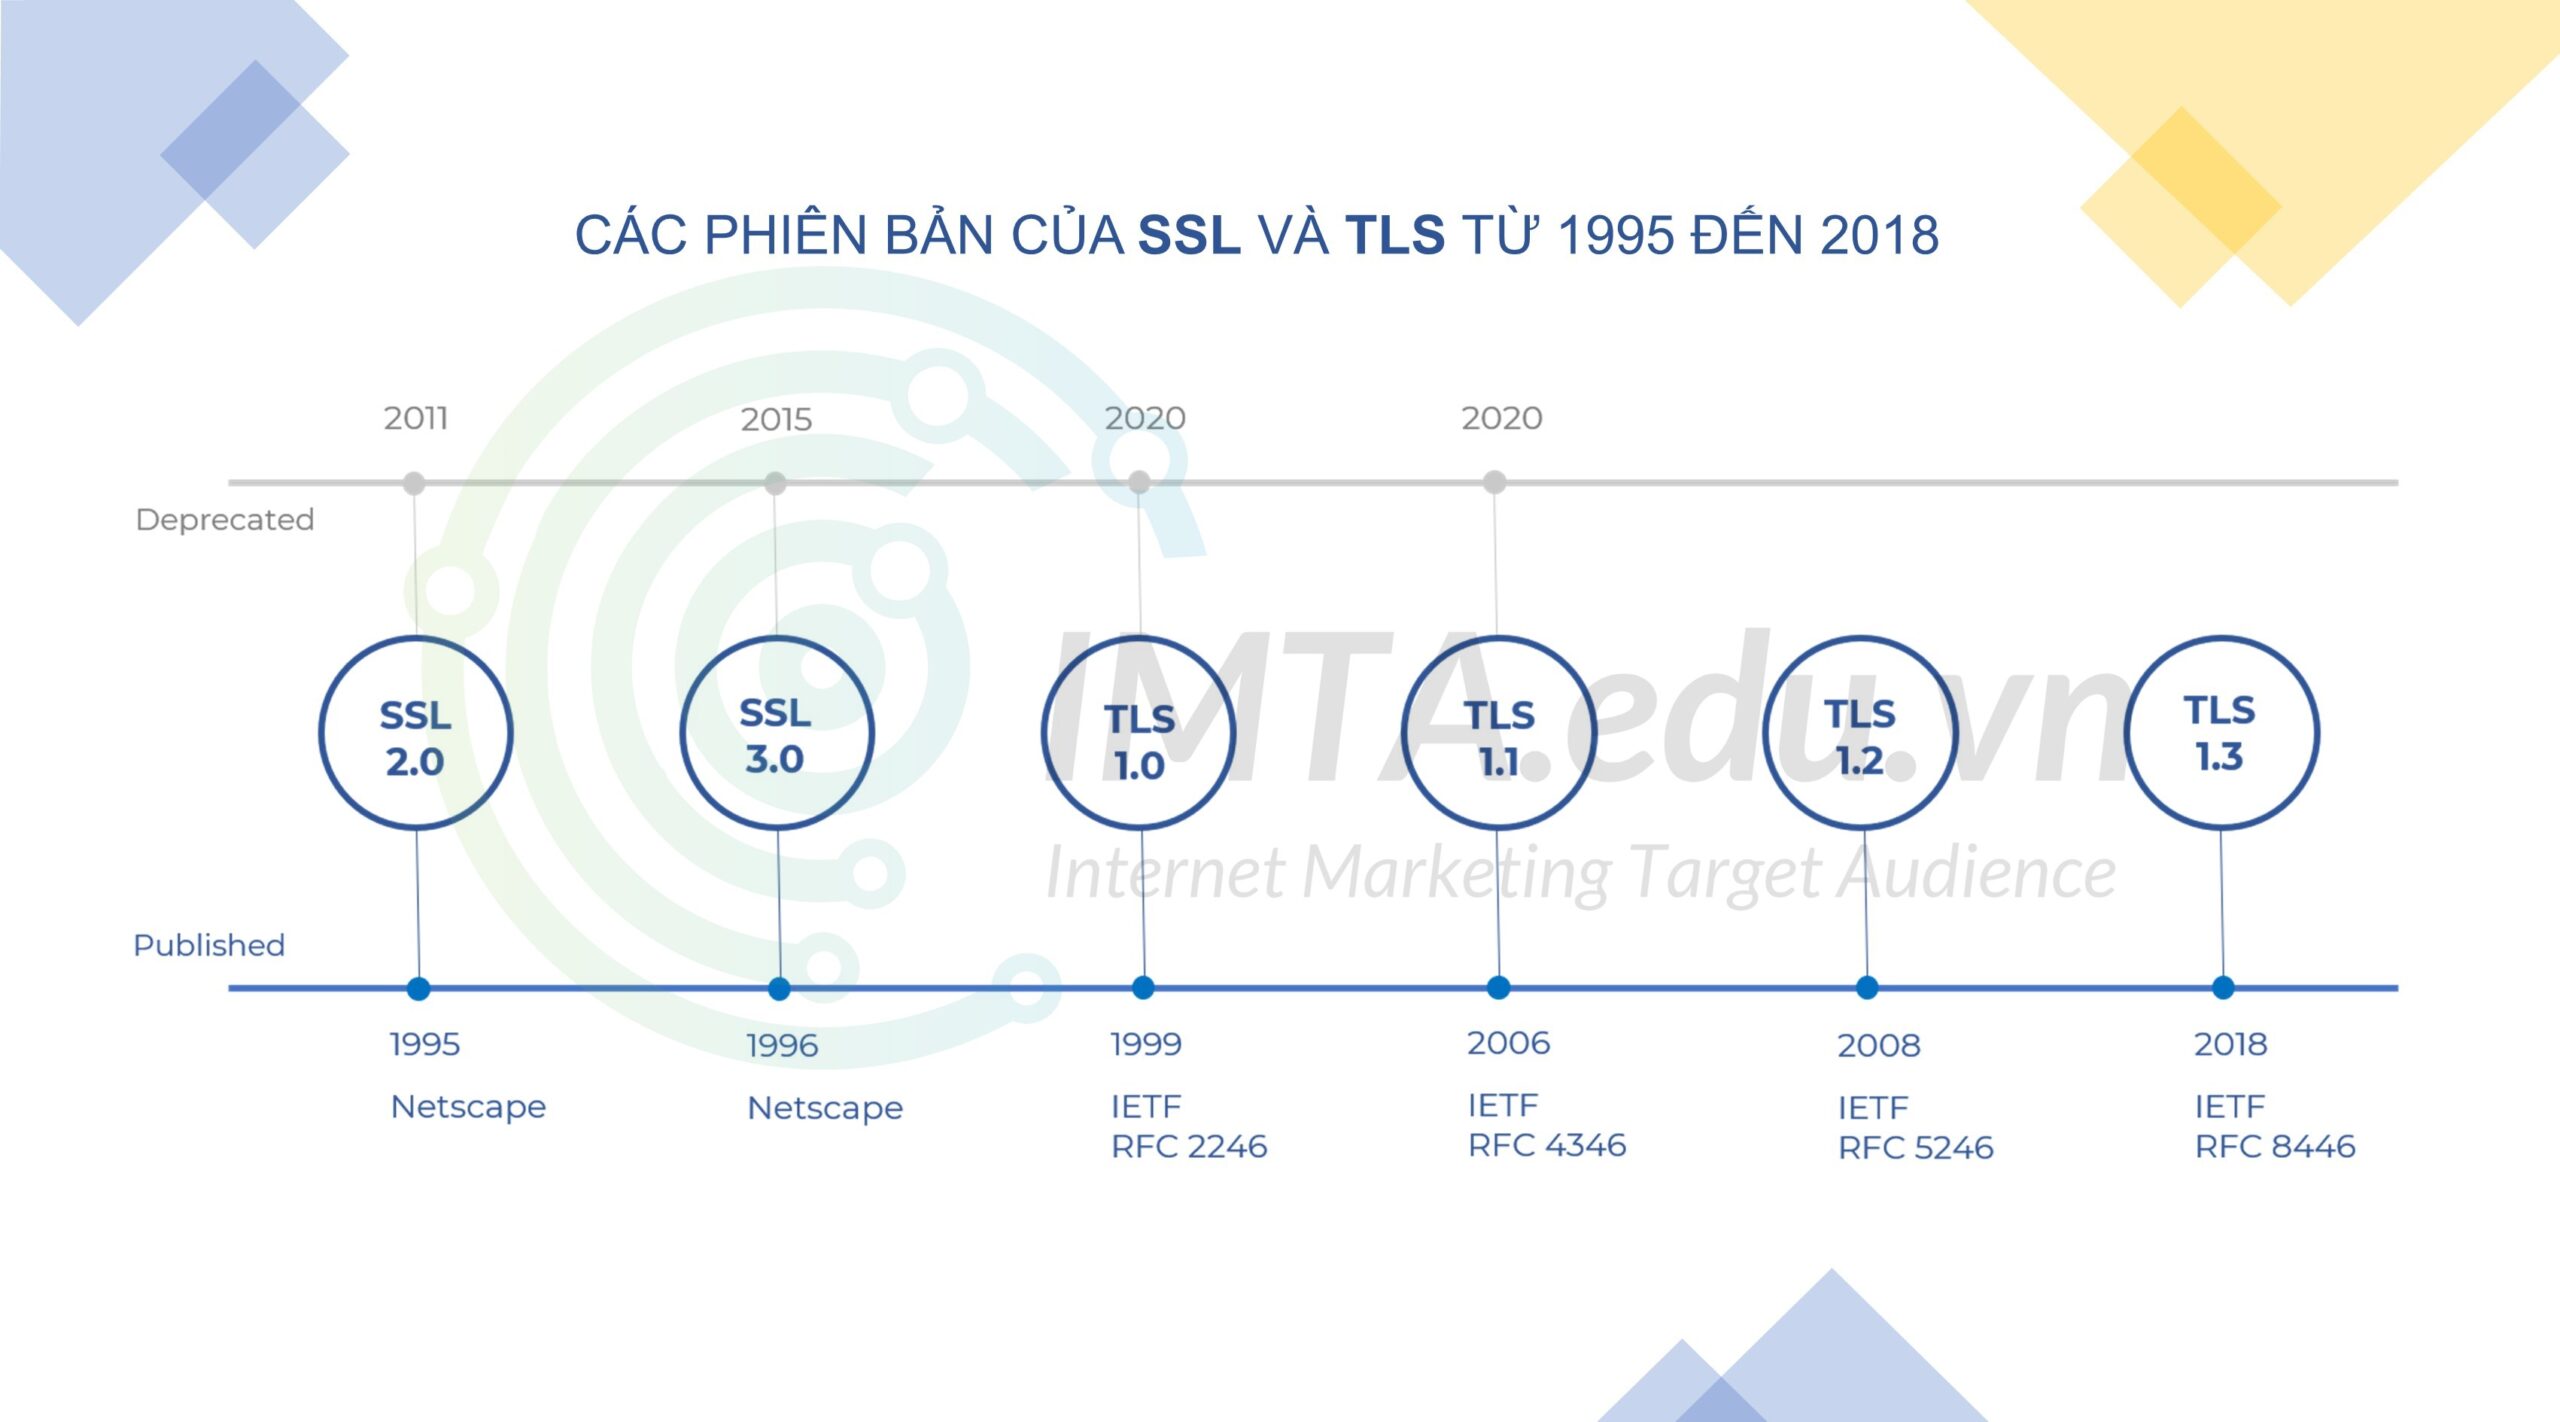 CÁC PHIÊN BẢN CỦA SSL VÀ TLS TỪ 1995 ĐẾN 2018
2011
2015
2020
2020
Deprecated
SSL
2.0
SSL
3.0
TLS
1.0
TLS
1.1
TLS
1.2
TLS
1.3
IMTA.edu.vn
Internet Marketing Target Audience
Published
1995
Netscape
1996
Netscape
1999
IETF
RFC 2246
2006
IETF
RFC 4346
2008
IETF
RFC 5246
2018
IETF
RFC 8446